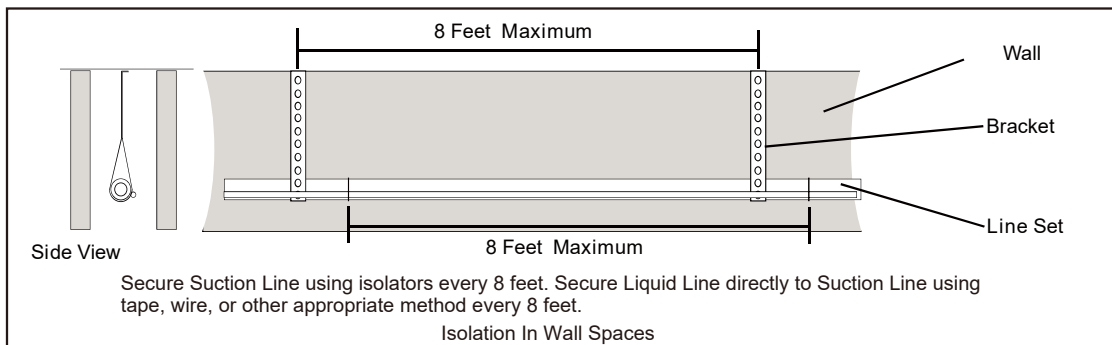 8 Feet Maximum
Wall
Bracket
Line Set
8 Feet Maximum
Side View
Secure Suction Line using isolators every 8 feet. Secure Liquid Line directly to Suction Line using
tape, wire, or other appropriate method every 8 feet.
Isolation In Wall Spaces